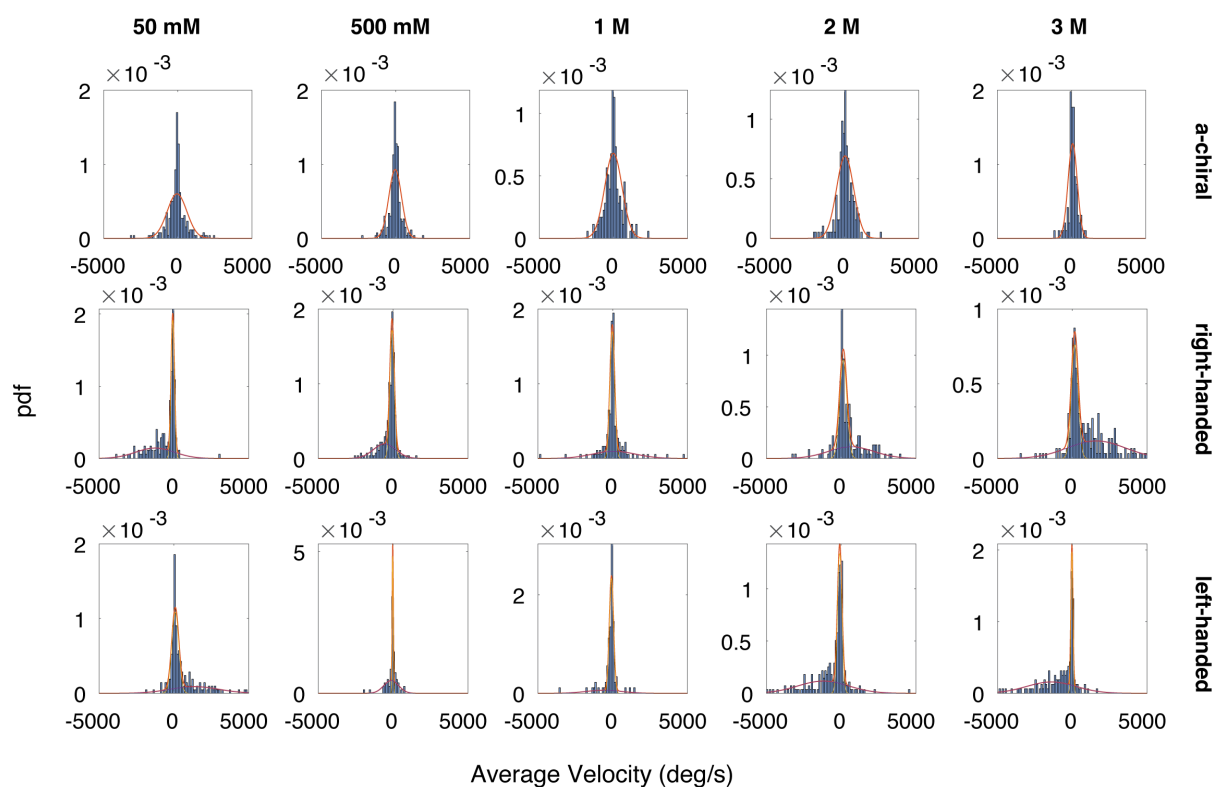 50 mM 500 mM 1 M 2 M 3 M
×10 -3 ×10 -3 ×10 -3 ×10 -3 ×10 -3
2 2 1 1 2
1 1 0.5 0.5 1
0 0 0 0 0
-5000 0 5000 -5000 0 5000 -5000 0 5000 -5000 0 5000 -5000 0 5000
a-chiral
×10 -3 ×10 -3 ×10 -3 ×10 -3 ×10 -3
2 2 2 1 1
1 1 1 0.5 0.5
0 0 0 0 0
-5000 0 5000 -5000 0 5000 -5000 0 5000 -5000 0 5000 -5000 0 5000
right-handed
pdf
×10 -3 ×10 -3 ×10 -3 ×10 -3 ×10 -3
2 5 2 1 2
1 0 0 0.5 1
0 0 0
-5000 0 5000 -5000 0 5000 -5000 0 5000 -5000 0 5000 -5000 0 5000
left-handed
Average Velocity (deg/s)